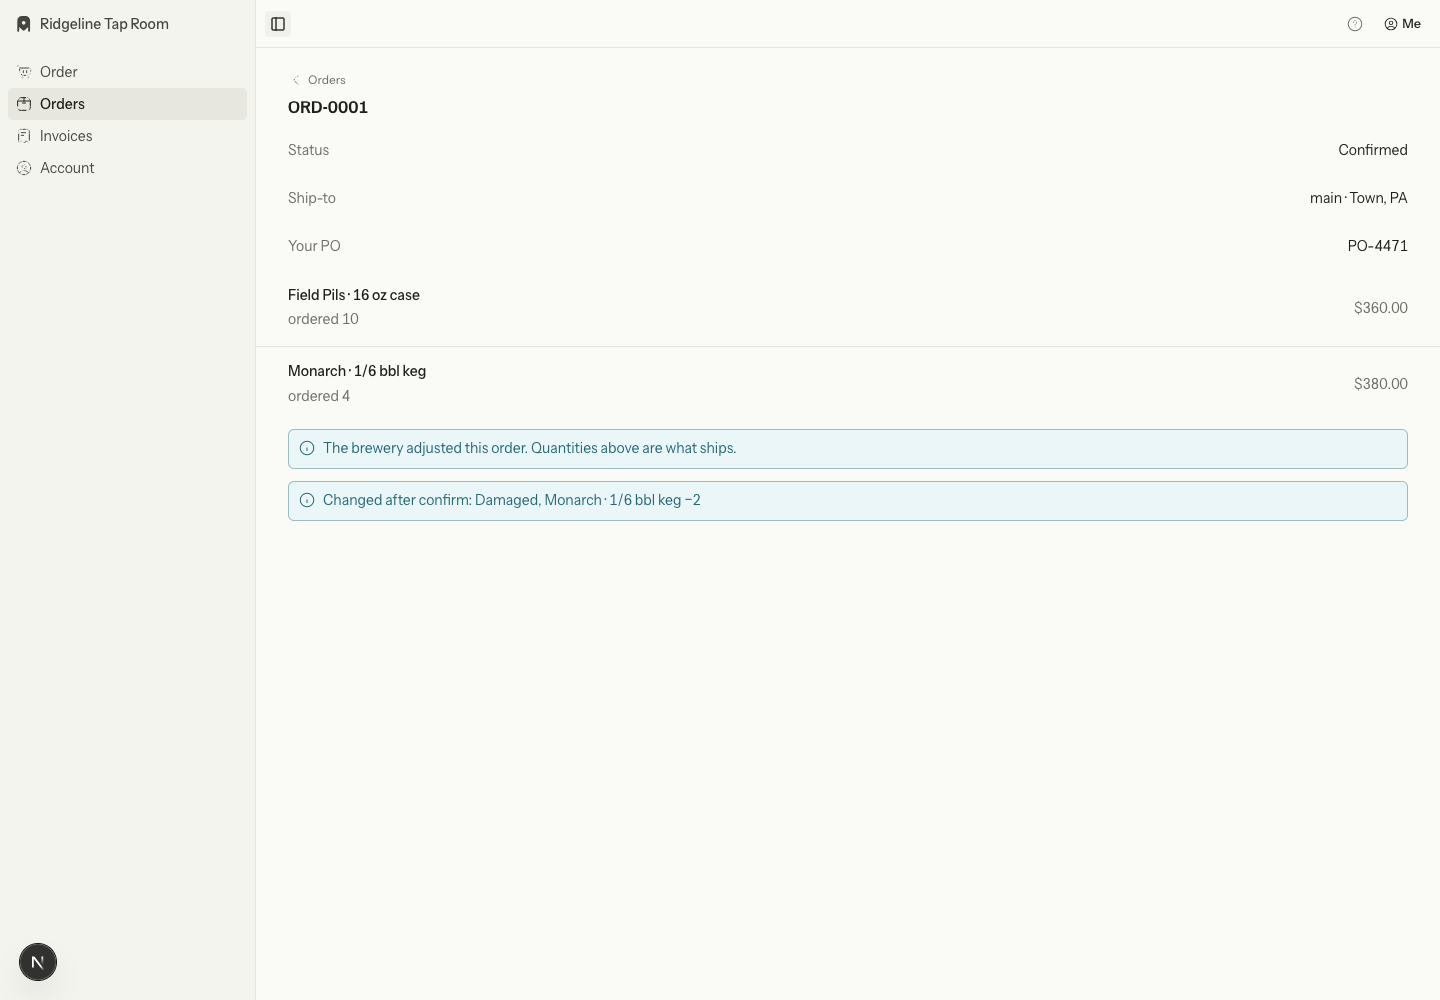 Ridgeline Tap Room
Me
Order
Orders
Invoices
Account
Orders
ORD-0001
Status
Confirmed
Ship-to
main · Town, PA
Your PO
PO-4471
Field Pils · 16 oz case
ordered 10
$360.00
Monarch · 1/6 bbl keg
ordered 4
$380.00
The brewery adjusted this order. Quantities above are what ships.
Changed after confirm: Damaged, Monarch · 1/6 bbl keg −2
N